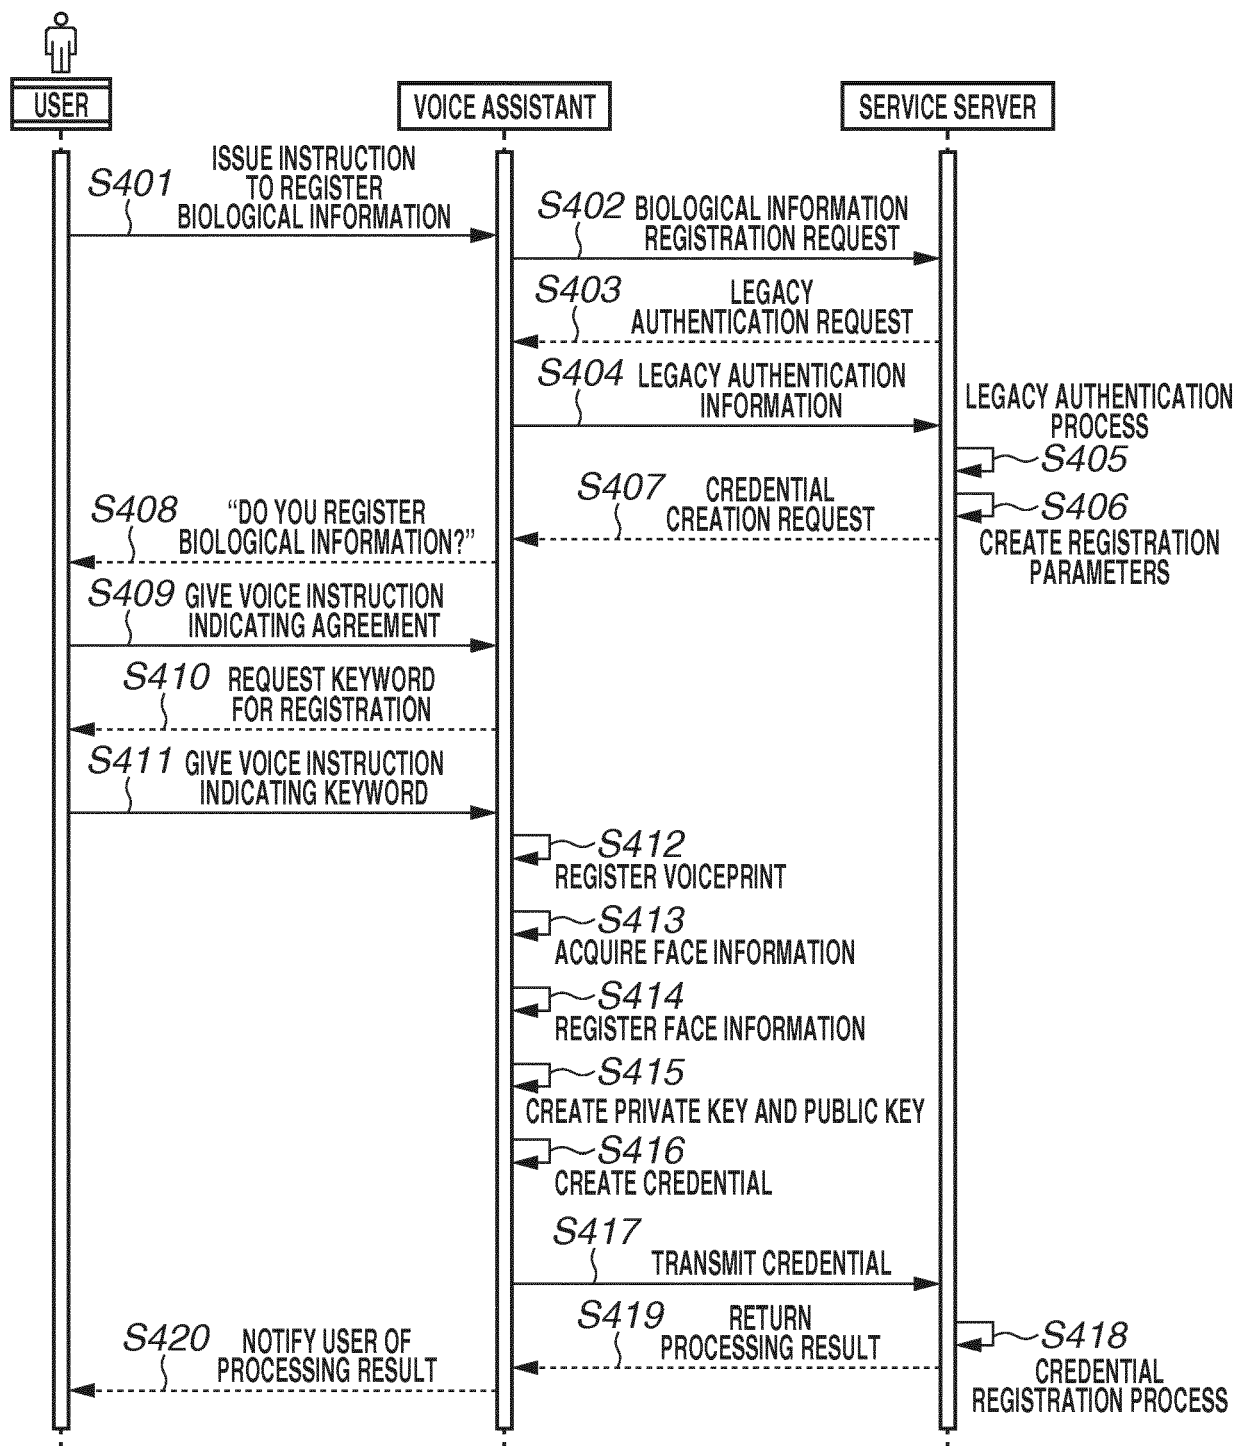 USER
VOICE ASSISTANT
SERVICE SERVER
S401
ISSUE INSTRUCTION
TO REGISTER
BIOLOGICAL INFORMATION
S402
BIOLOGICAL INFORMATION
REGISTRATION REQUEST
S403
LEGACY
AUTHENTICATION REQUEST
S404
LEGACY AUTHENTICATION
INFORMATION
LEGACY AUTHENTICATION
PROCESS
S405
S406
CREATE REGISTRATION
PARAMETERS
S407
CREDENTIAL
CREATION REQUEST
S408
“DO YOU REGISTER
BIOLOGICAL INFORMATION?”
S409
GIVE VOICE INSTRUCTION
INDICATING AGREEMENT
S410
REQUEST KEYWORD
FOR REGISTRATION
S411
GIVE VOICE INSTRUCTION
INDICATING KEYWORD
S412
REGISTER VOICEPRINT
S413
ACQUIRE FACE INFORMATION
S414
REGISTER FACE INFORMATION
S415
CREATE PRIVATE KEY AND PUBLIC KEY
S416
CREATE CREDENTIAL
S417
TRANSMIT CREDENTIAL
S418
CREDENTIAL
REGISTRATION PROCESS
S419
RETURN
PROCESSING RESULT
S420
NOTIFY USER OF
PROCESSING RESULT